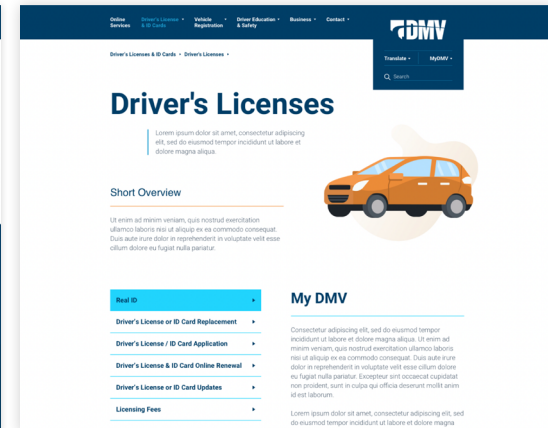 Online Services
Driver's License & ID Cards
Vehicle Registration
Driver Education & Safety
Business
Contact
DMV
Translate
MyDMV
Search
Driver's Licenses & ID Cards
Driver's Licenses
Driver's Licenses
Lorem ipsum dolor sit amet, consectetur adipiscing
elit, sed do eiusmod tempor incididunt ut labore et
dolore magna aliqua.
Short Overview
Ut enim ad minim veniam, quis nostrud exercitation
ullamco laboris nisi ut aliquip ex ea commodo consequat.
Duis aute irure dolor in reprehenderit in voluptate velit esse
cillum dolore eu fugiat nulla pariatur.
Real ID
Driver's License or ID Card Replacement
Driver's License / ID Card Application
Driver's License & ID Card Online Renewal
Driver's License or ID Card Updates
Licensing Fees
My DMV
Consectetur adipiscing elit, sed do eiusmod tempor
incididunt ut labore et dolore magna aliqua. Ut enim ad
minim veniam, quis nostrud exercitation ullamco laboris
nisi ut aliquip ex ea commodo consequat. Duis aute irure
dolor in reprehenderit in voluptate velit esse cillum dolore
eu fugiat nulla pariatur. Excepteur sint occaecat cupidatat
non proident, sunt in culpa qui officia deserunt mollit anim
id est laborum.
Lorem ipsum dolor sit amet, consectetur adipiscing elit, sed
do eiusmod tempor incididunt ut labore et dolore magna